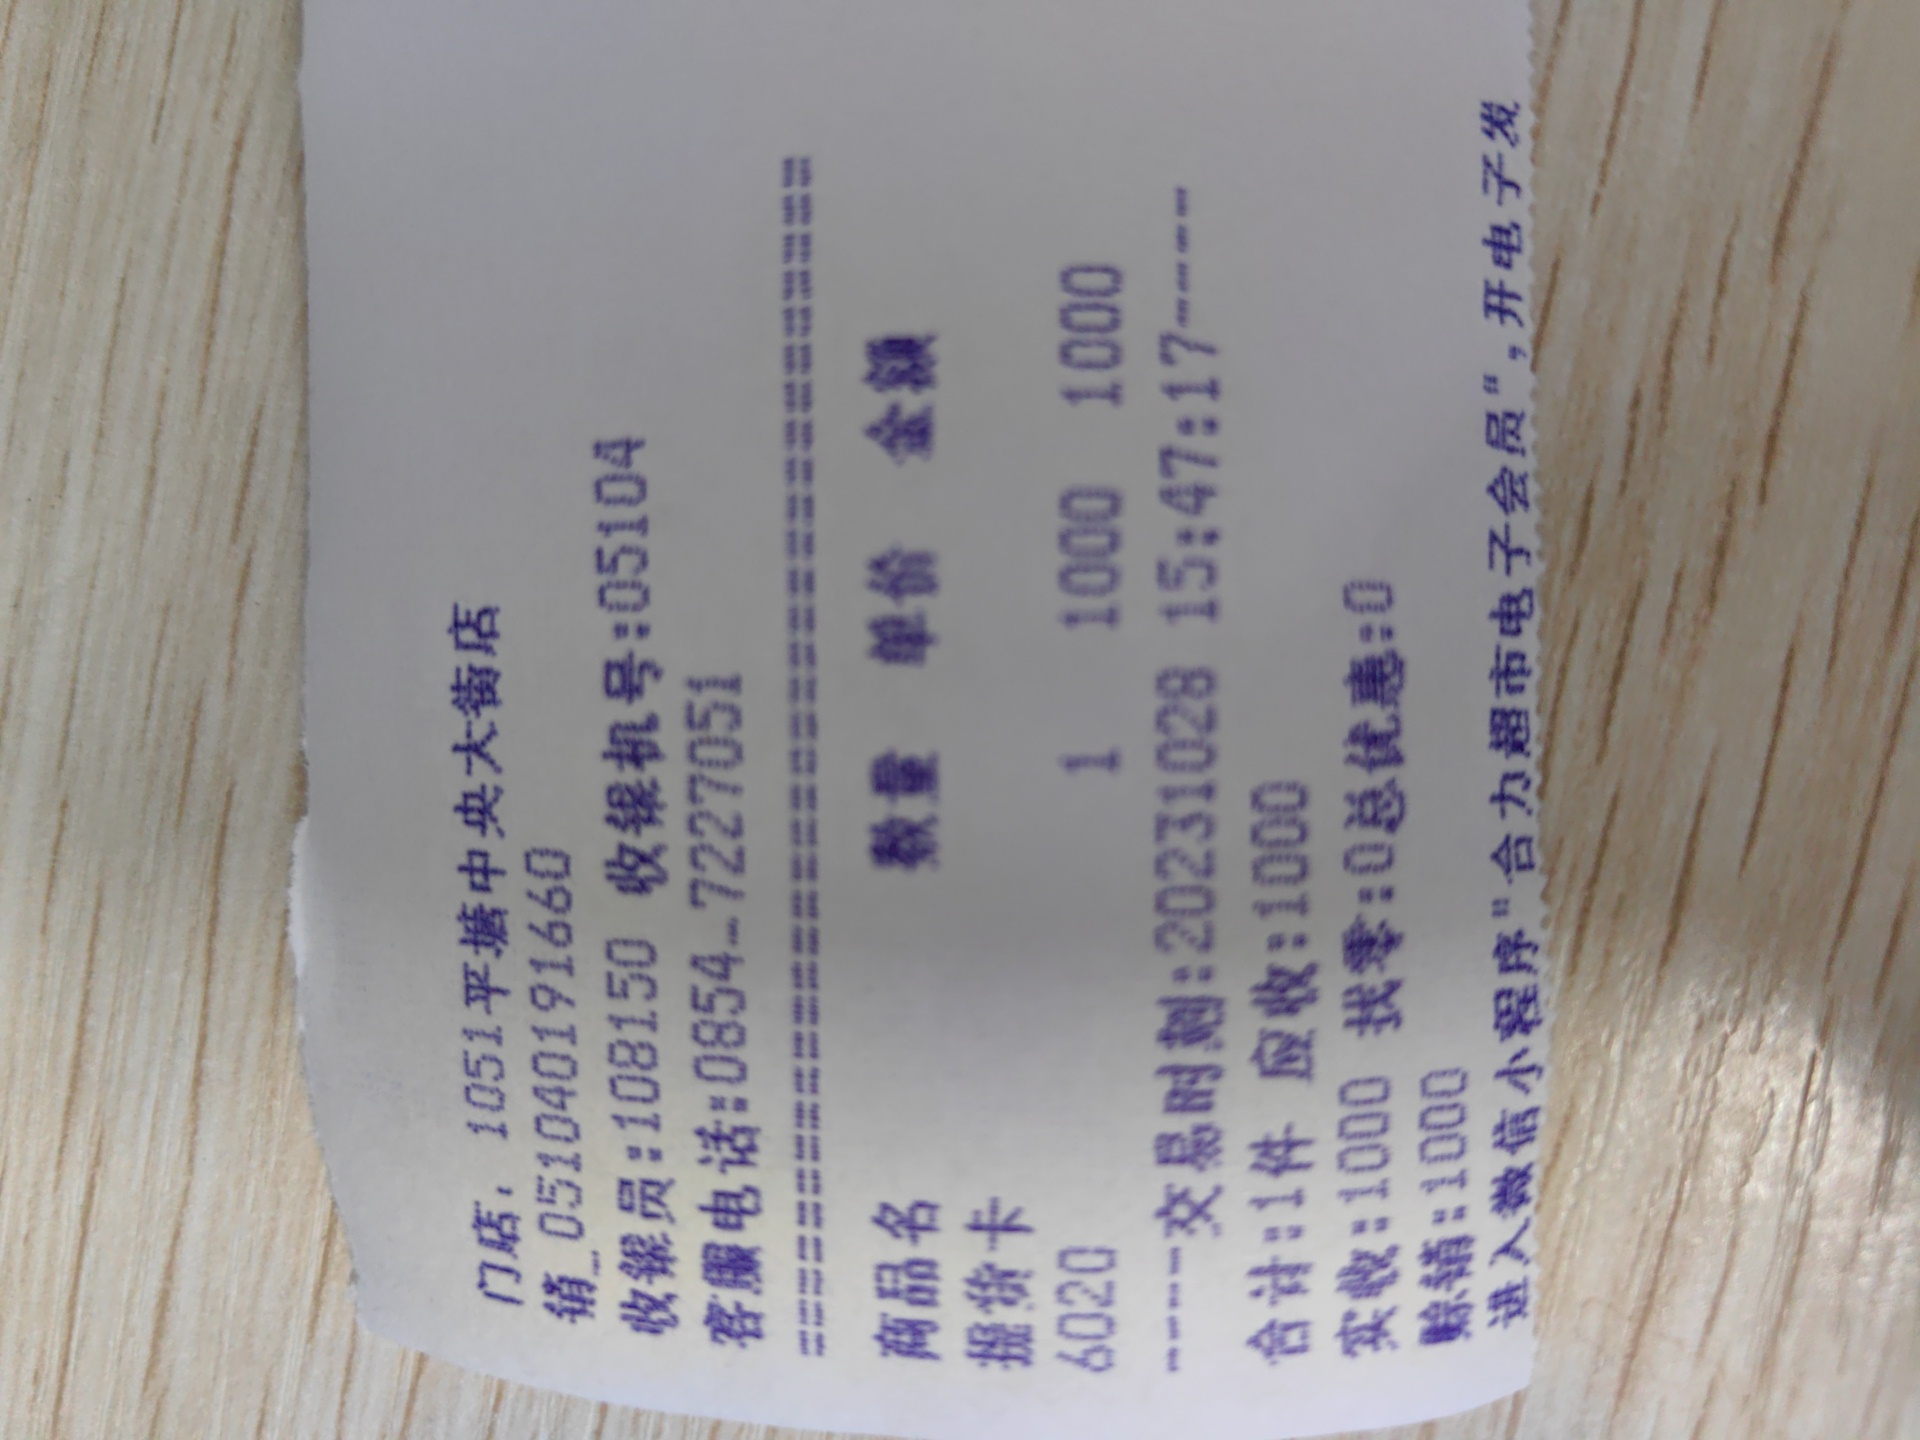 门店: 1051平塘中央大街店
销_05104019191660
收银员:108150 收银机号:05104
客服电话:0854-7227051
========================================
商品名 数量 单价 金额
提货卡
6020 1 1000 1000
----交易时刻:20231028 15:47:17------
合计:1件 应收:1000
实收:1000 找零:0总优惠:0
赊销:1000
进入微信小程序"合力超市电子会员",开电子发